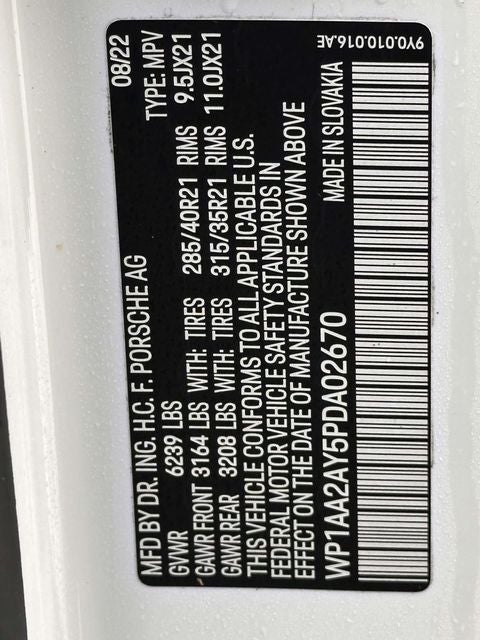 MFD BY DR. ING. H.C. F. PORSCHE AG 08/22
GVWR 6239 LBS TYPE: MPV
GAWR FRONT 3164 LBS WITH: TIRES 285/40R21 RIMS 9.5JX21
GAWR REAR 3208 LBS WITH: TIRES 315/35R21 RIMS 11.0JX21
THIS VEHICLE CONFORMS TO ALL APPLICABLE U.S.
FEDERAL MOTOR VEHICLE SAFETY STANDARDS IN
EFFECT ON THE DATE OF MANUFACTURE SHOWN ABOVE
WP1AA2AY5PDA02670 MADE IN SLOVAKIA
9Y0.010.016.AE